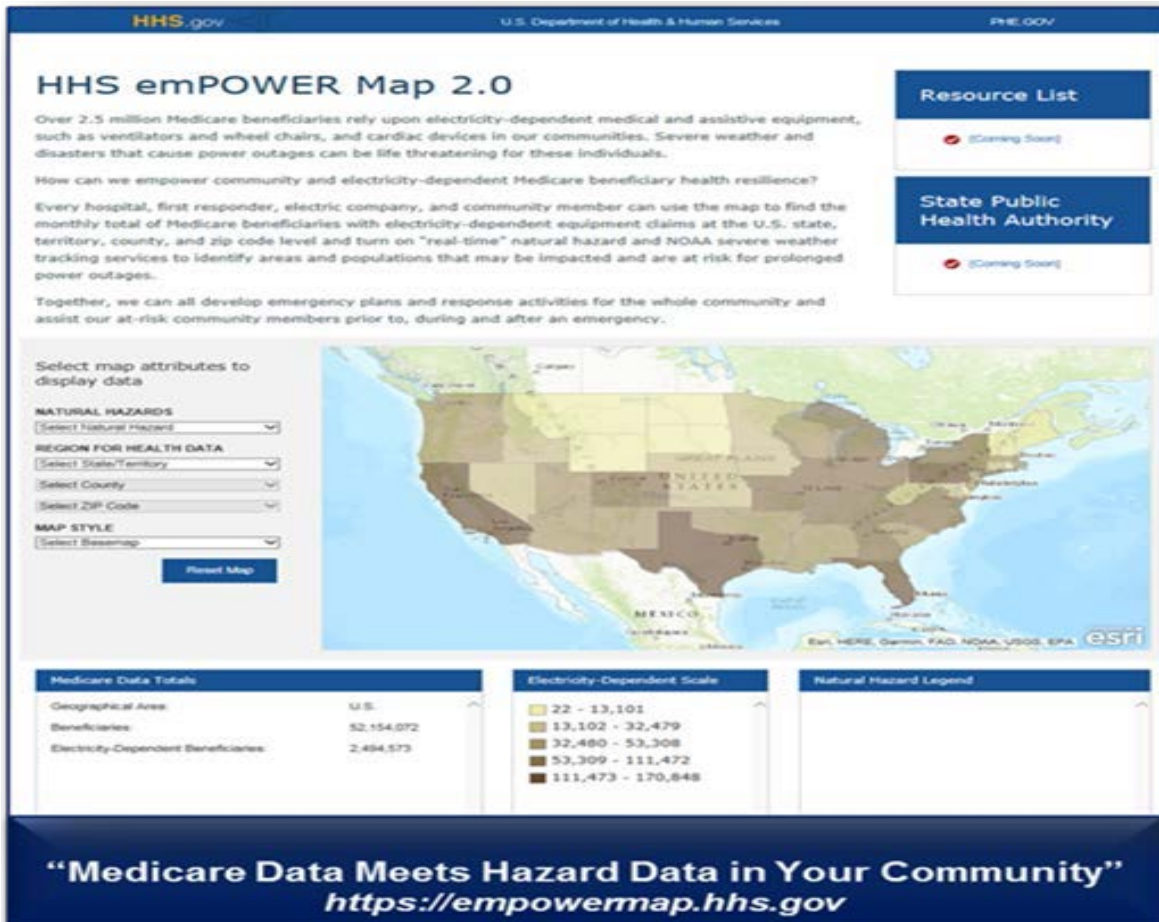 HHS.gov
U.S. Department of Health & Human Services
PHE.GOV
HHS emPOWER Map 2.0
Over 2.5 million Medicare beneficiaries rely upon electricity-dependent medical and assistive equipment,
such as ventilators and wheel chairs, and cardiac devices in our communities. Severe weather and
disasters that cause power outages can be life threatening for these individuals.
How can we empower community and electricity-dependent Medicare beneficiary health resilience?
Every hospital, first responder, electric company, and community member can use the map to find the
monthly total of Medicare beneficiaries with electricity-dependent equipment claims at the U.S. state,
territory, county, and zip code level and turn on "real-time" natural hazard and NOAA severe weather
tracking services to identify areas and populations that may be impacted and are at risk for prolonged
power outages.
Together, we can all develop emergency plans and response activities for the whole community and
assist our at-risk community members prior to, during and after an emergency.
Resource List
(Coming Soon)
State Public
Health Authority
(Coming Soon)
Select map attributes to
display data
NATURAL HAZARDS
Select Natural Hazard
REGION FOR HEALTH DATA
Select State/Territory
Select County
Select ZIP Code
MAP STYLE
Select Basemap
Reset Map
GREAT PLAINS
UNITED
STATES
MEXICO
Esri, HERE, Garmin, FAO, NOAA, USGS, EPA
esri
Medicare Data Totals
Geographical Area: U.S.
Beneficiaries: 52,154,072
Electricity-Dependent Beneficiaries: 2,494,573
Electricity-Dependent Scale
22 - 13,101
13,102 - 32,479
32,480 - 53,308
53,309 - 111,472
111,473 - 170,848
Natural Hazard Legend
“Medicare Data Meets Hazard Data in Your Community”
https://empowermap.hhs.gov